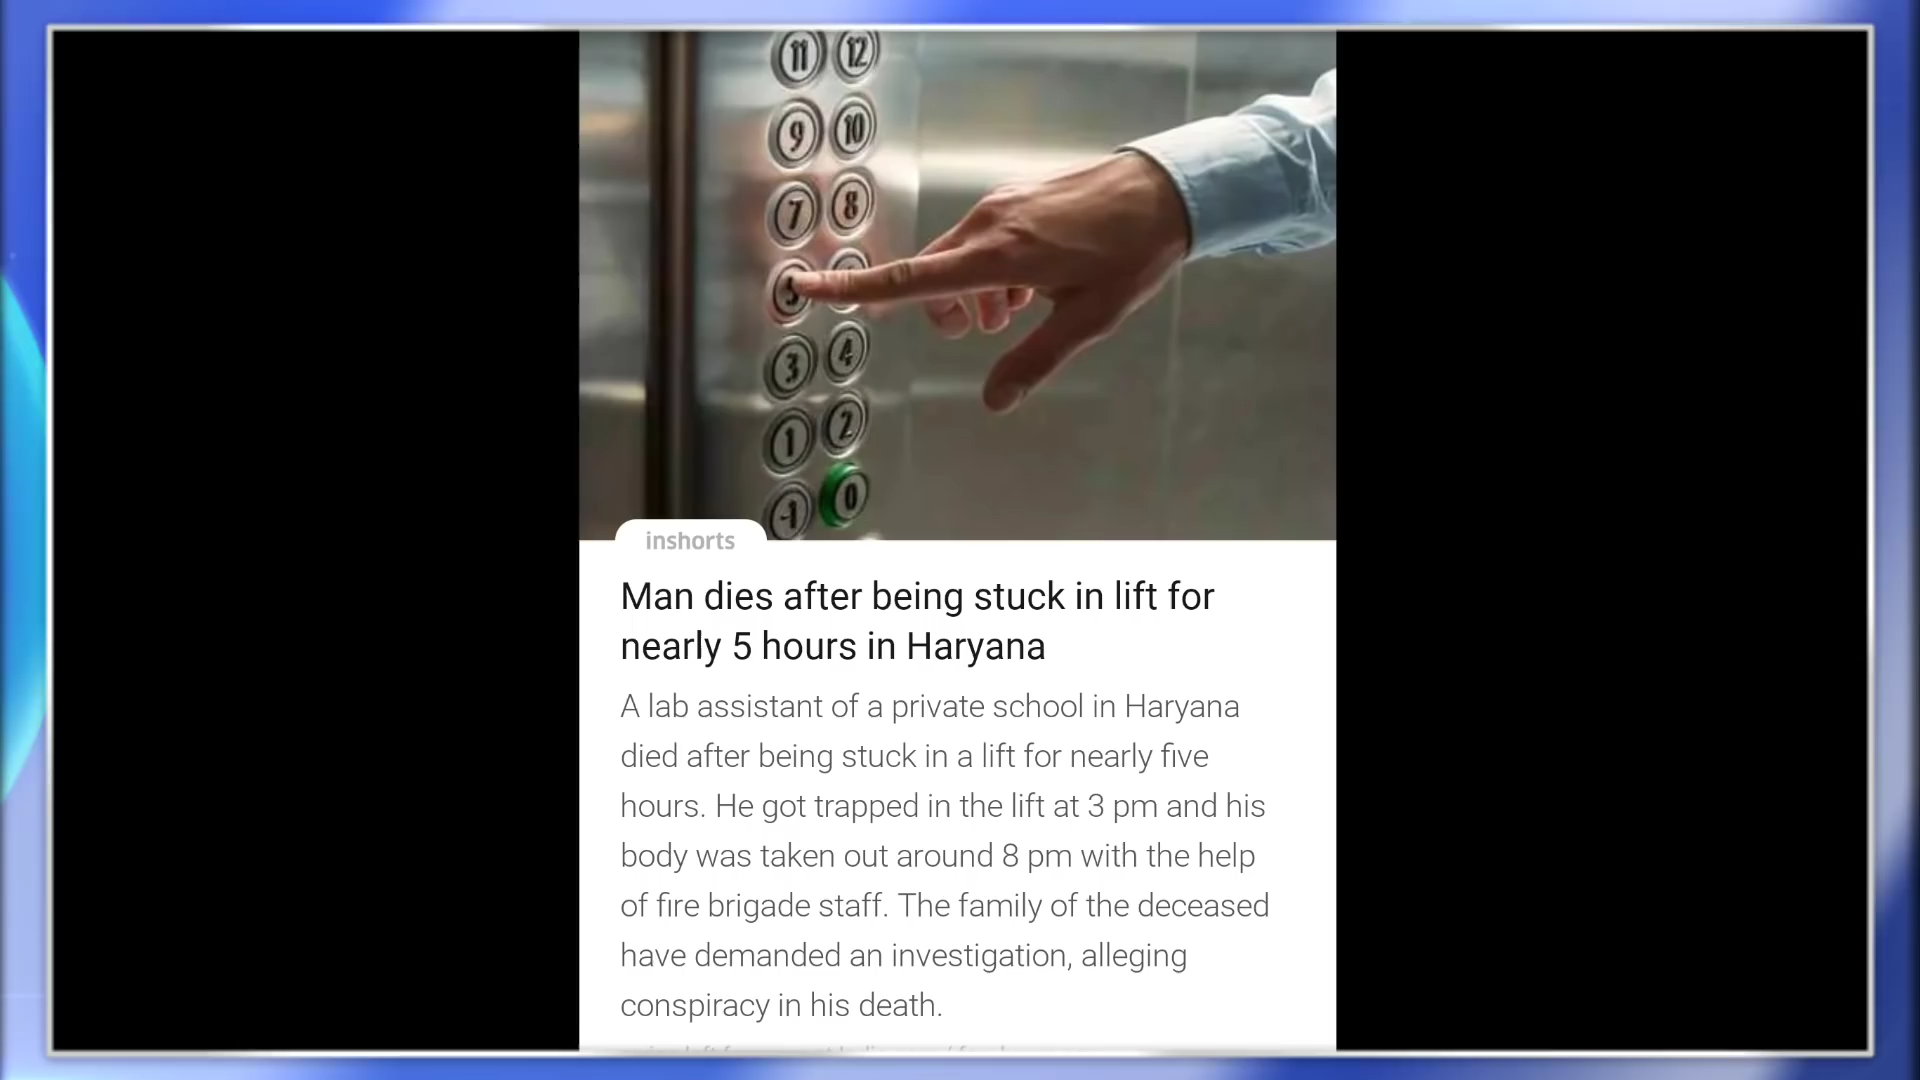 11 12
9 10
7 8
5
3 4
1 2
-1 0
inshorts
Man dies after being stuck in lift for
nearly 5 hours in Haryana
A lab assistant of a private school in Haryana
died after being stuck in a lift for nearly five
hours. He got trapped in the lift at 3 pm and his
body was taken out around 8 pm with the help
of fire brigade staff. The family of the deceased
have demanded an investigation, alleging
conspiracy in his death.